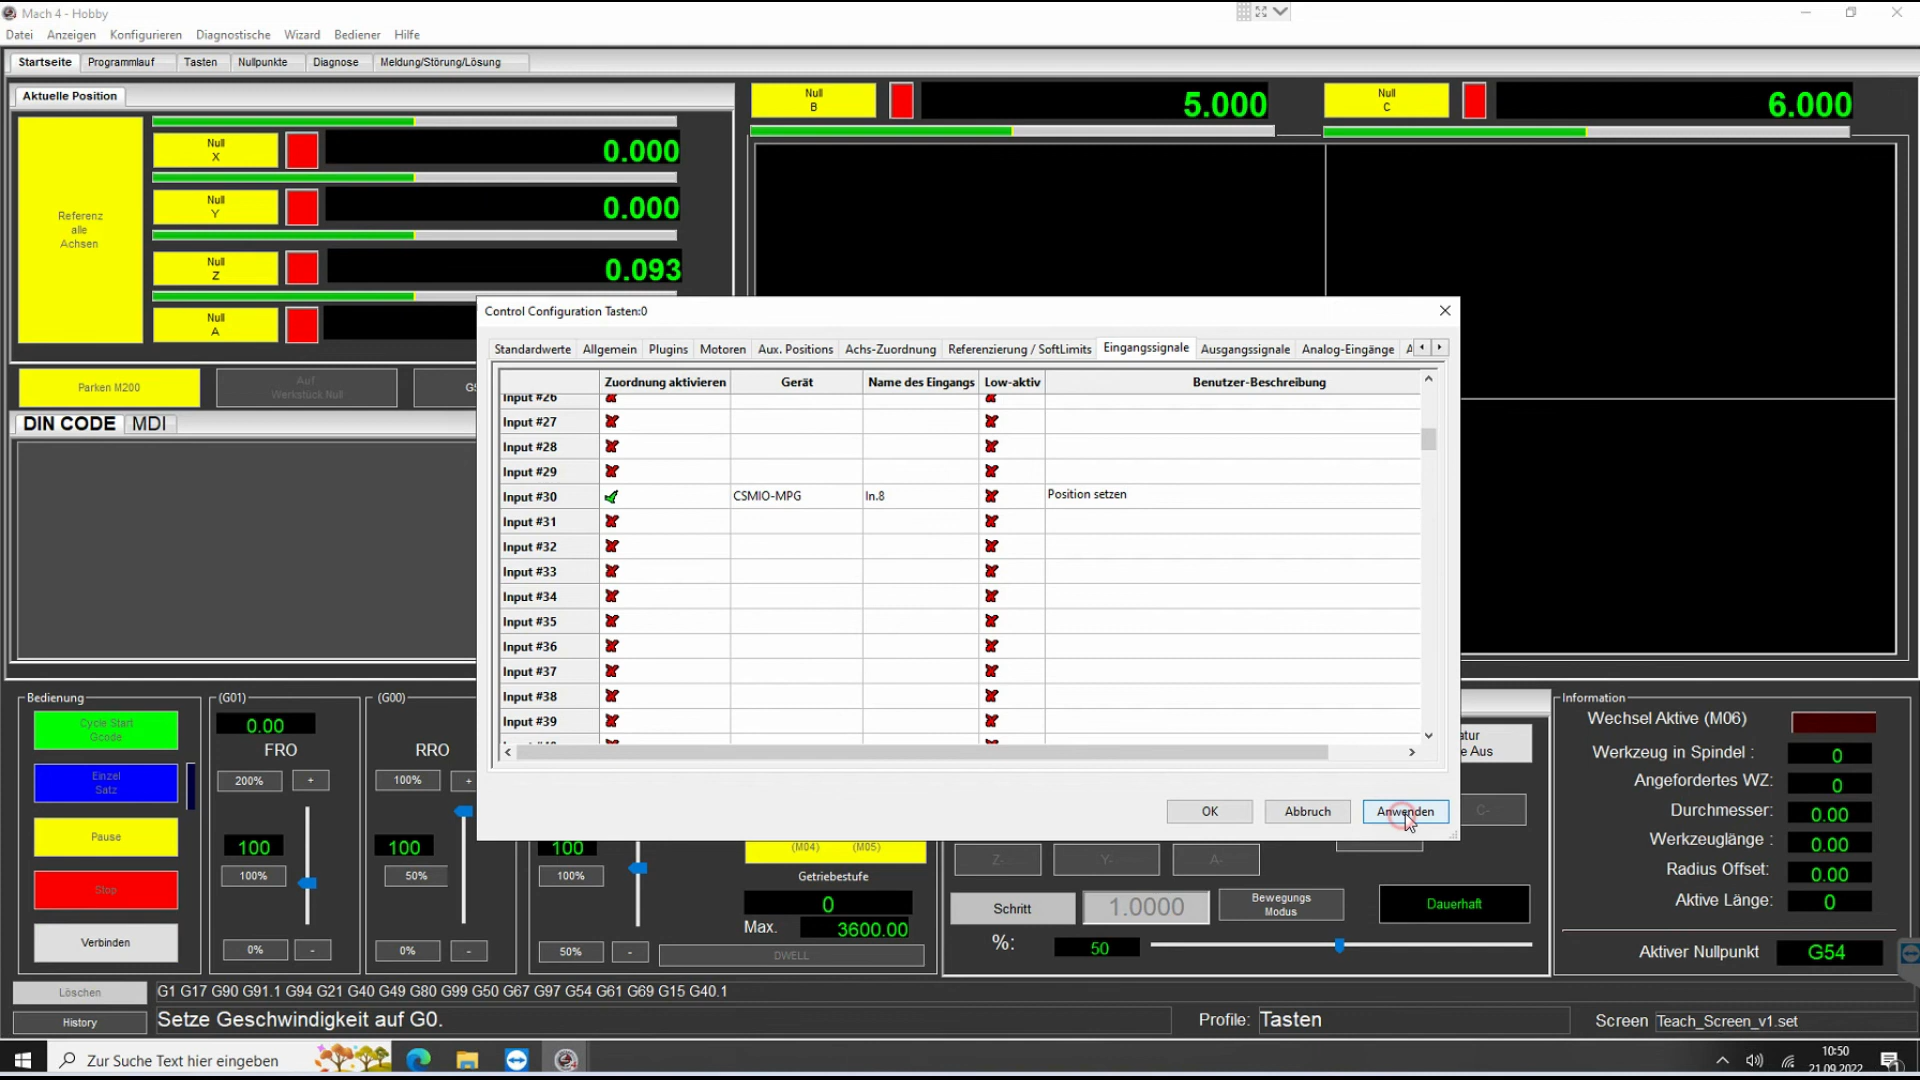 Mach 4 - Hobby
Datei Anzeigen Konfigurieren Diagnostische Wizard Bediener Hilfe
Startseite Programmlauf Tasten Nullpunkte Diagnose Meldung/Störung/Lösung
Aktuelle Position
Null B 5.000
Null C 6.000
Referenz alle Achsen
Null X 0.000
Null Y 0.000
Null Z 0.093
Null A
Parken M200
Auf Werkstück Null
DIN CODE MDI
Control Configuration Tasten:0
Standardwerte Allgemein Plugins Motoren Aux. Positions Achs-Zuordnung Referenzierung / SoftLimits Eingangssignale Ausgangssignale Analog-Eingänge
Zuordnung aktivieren Gerät Name des Eingangs Low-aktiv Benutzer-Beschreibung
Input #26
Input #27
Input #28
Input #29
Input #30 CSMIO-MPG In.8 Position setzen
Input #31
Input #32
Input #33
Input #34
Input #35
Input #36
Input #37
Input #38
Input #39
OK Abbruch Anwenden
Bedienung
Cycle Start Gcode
Einzel Satz
Pause
Stop
Verbinden
(G01)
0.00
FRO
200% +
100
100%
0% -
(G00)
RRO
100% +
100
50%
0% -
100
100%
50% -
(M04) (M05)
Getriebestufe
0
Max. 3600.00
DWELL
e Aus
C-
Z- Y- A-
Schritt 1.0000 Bewegungs Modus Dauerhaft
%: 50
Information
Wechsel Aktive (M06)
Werkzeug in Spindel : 0
Angefordertes WZ: 0
Durchmesser: 0.00
Werkzeuglänge : 0.00
Radius Offset: 0.00
Aktive Länge: 0
Aktiver Nullpunkt G54
Löschen G1 G17 G90 G91.1 G94 G21 G40 G49 G80 G99 G50 G67 G97 G54 G61 G69 G15 G40.1
History Setze Geschwindigkeit auf G0. Profile: Tasten Screen Teach_Screen_v1.set
Zur Suche Text hier eingeben
10:50
21.09.2022